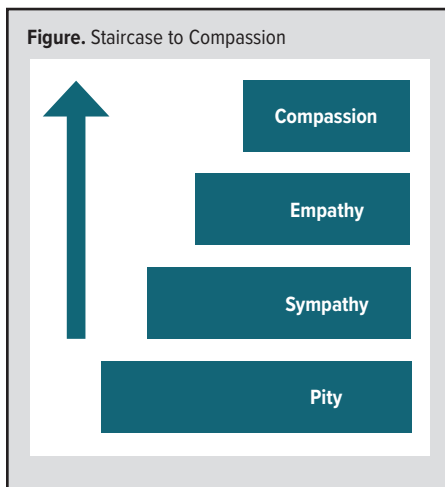 Figure. Staircase to Compassion
Compassion
Empathy
Sympathy
Pity